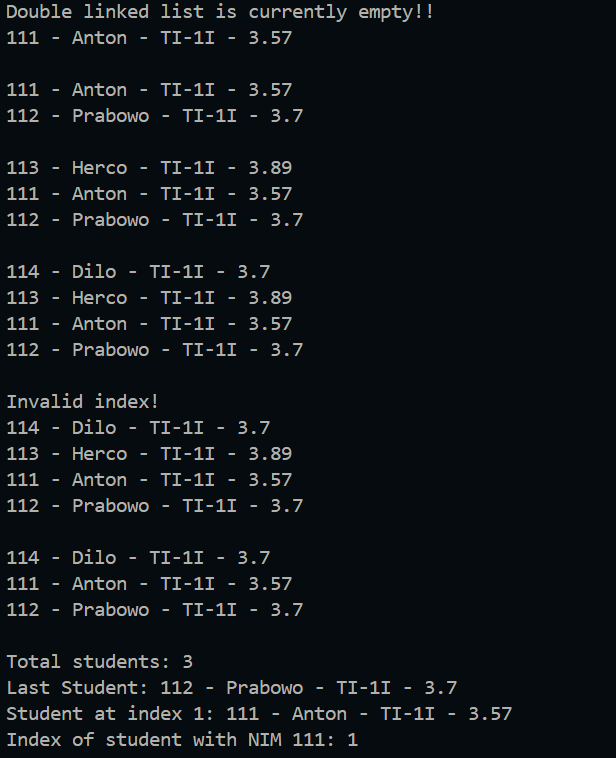 Double linked list is currently empty!!
111 - Anton - TI-1I - 3.57

111 - Anton - TI-1I - 3.57
112 - Prabowo - TI-1I - 3.7

113 - Herco - TI-1I - 3.89
111 - Anton - TI-1I - 3.57
112 - Prabowo - TI-1I - 3.7

114 - Dilo - TI-1I - 3.7
113 - Herco - TI-1I - 3.89
111 - Anton - TI-1I - 3.57
112 - Prabowo - TI-1I - 3.7

Invalid index!
114 - Dilo - TI-1I - 3.7
113 - Herco - TI-1I - 3.89
111 - Anton - TI-1I - 3.57
112 - Prabowo - TI-1I - 3.7

114 - Dilo - TI-1I - 3.7
111 - Anton - TI-1I - 3.57
112 - Prabowo - TI-1I - 3.7

Total students: 3
Last Student: 112 - Prabowo - TI-1I - 3.7
Student at index 1: 111 - Anton - TI-1I - 3.57
Index of student with NIM 111: 1